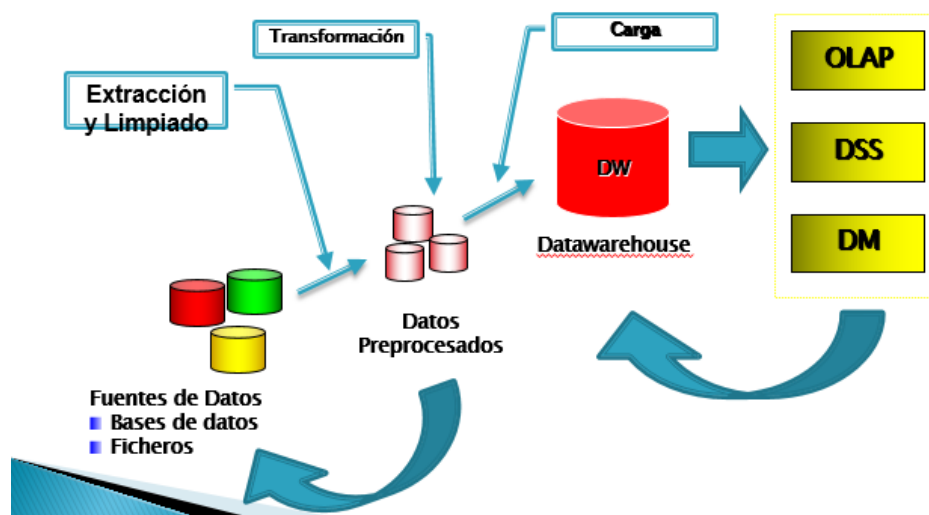 Transformación
Carga
Extracción
y Limpiado
OLAP
DSS
DM
DW
Datawarehouse
Datos
Preprocesados
Fuentes de Datos
Bases de datos
Ficheros